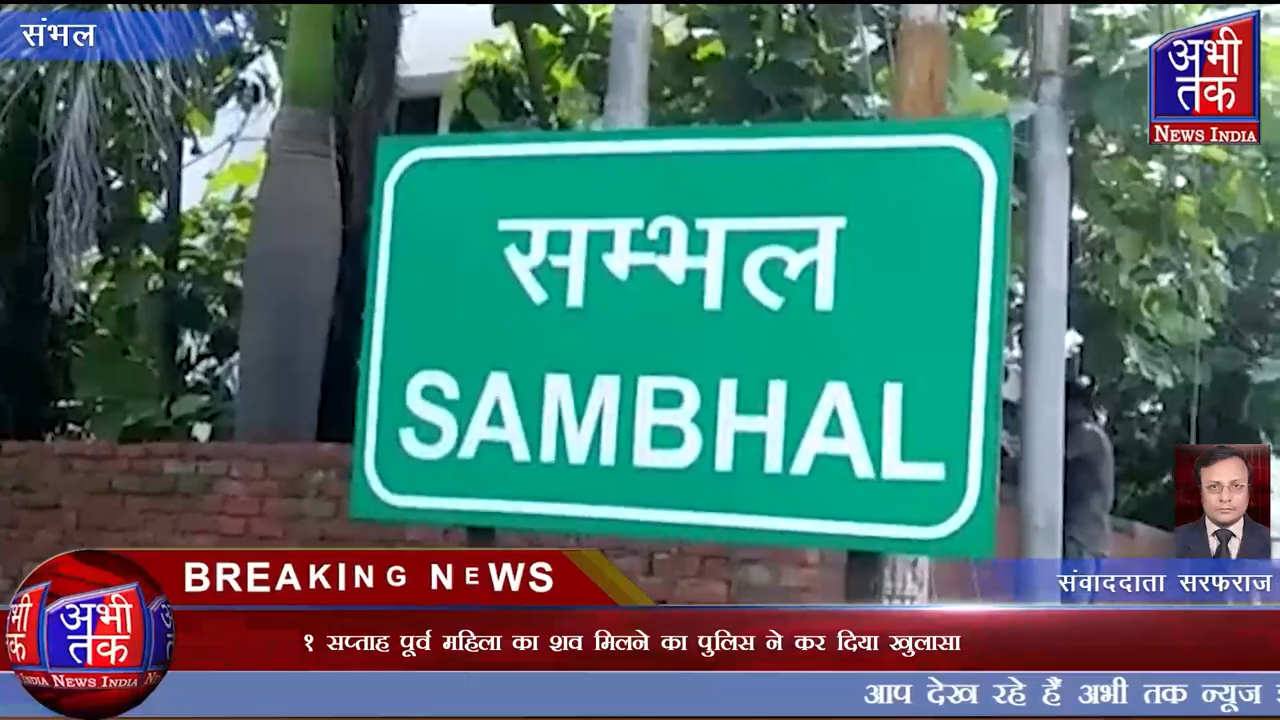 संभल
अभी
तक
NEWS INDIA
सम्भल
SAMBHAL
BREAKING NEWS
संवाददाता सरफराज
अभी
तक
INDIA NEWS INDIA
१ सप्ताह पूर्व महिला का शव मिलने का पुलिस ने कर दिया खुलासा
आप देख रहे हैं अभी तक न्यूज